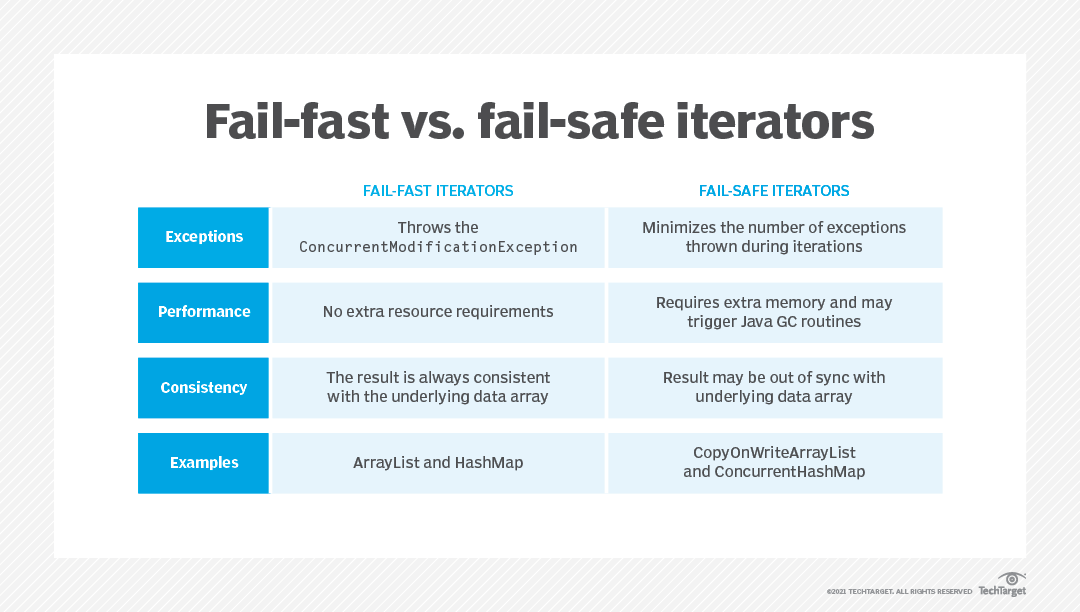 Fail-fast vs. fail-safe iterators
FAIL-FAST ITERATORS
FAIL-SAFE ITERATORS
Exceptions
Throws the
ConcurrentModificationException
Minimizes the number of exceptions
thrown during iterations
Performance
No extra resource requirements
Requires extra memory and may
trigger Java GC routines
Consistency
The result is always consistent
with the underlying data array
Result may be out of sync with
underlying data array
Examples
ArrayList and HashMap
CopyOnWriteArrayList
and ConcurrentHashMap
©2021 TECHTARGET. ALL RIGHTS RESERVED
TechTarget